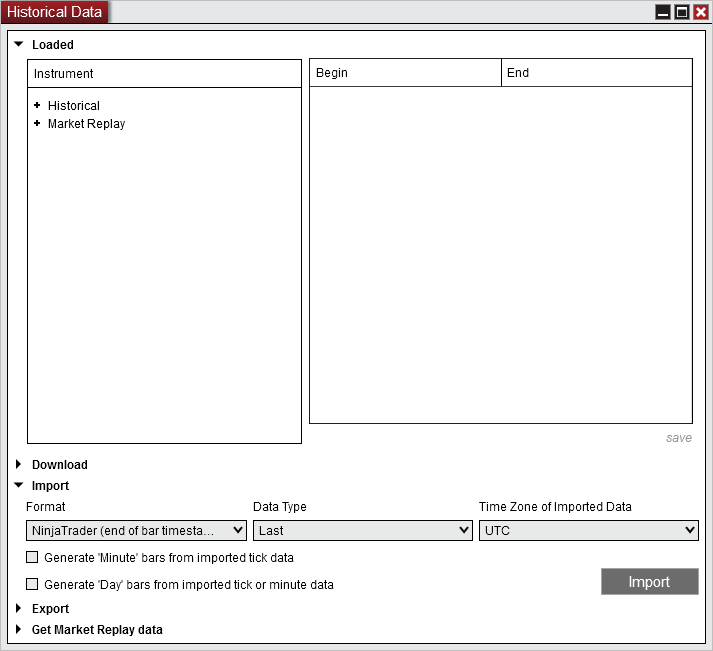 Historical Data
Loaded
Instrument
Begin
End
Historical
Market Replay
save
Download
Import
Format
Data Type
Time Zone of Imported Data
NinjaTrader (end of bar timesta...
Last
UTC
Generate 'Minute' bars from imported tick data
Generate 'Day' bars from imported tick or minute data
Import
Export
Get Market Replay data